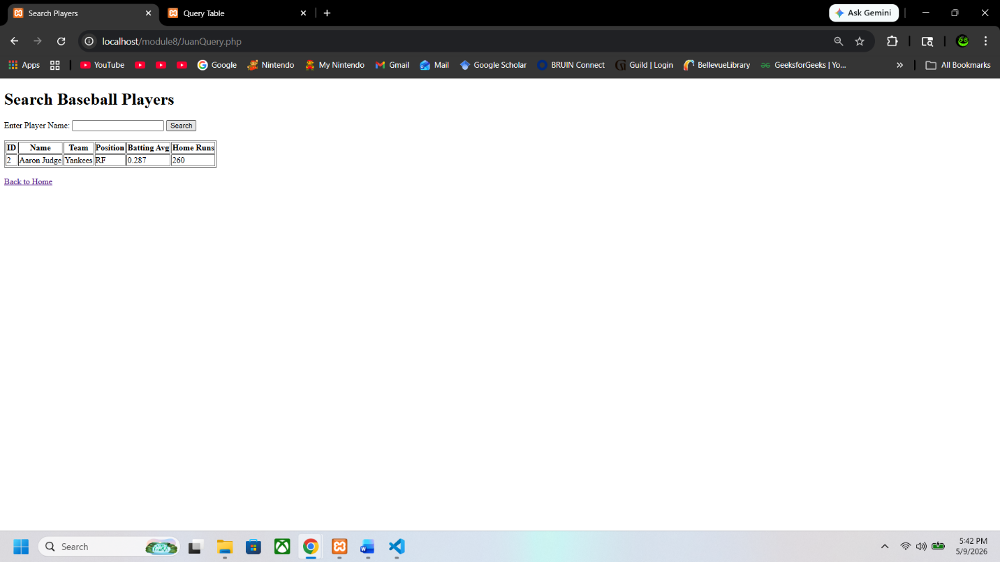 Search Players
Query Table
Ask Gemini
localhost/module8/JuanQuery.php
Apps YouTube Google Nintendo My Nintendo Gmail Mail Google Scholar BRUIN Connect Guild | Login BellevueLibrary GeeksforGeeks | Yo... » All Bookmarks
Search Baseball Players
Enter Player Name: Search
ID Name Team Position Batting Avg Home Runs
2 Aaron Judge Yankees RF 0.287 260
Back to Home
Search
5:42 PM
5/9/2026